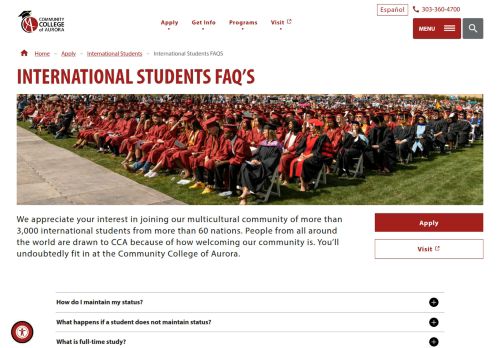 Español
303-360-4700
COMMUNITY
COLLEGE
of AURORA
Apply
Get Info
Programs
Visit
MENU
Home – Apply – International Students – International Students FAQS
INTERNATIONAL STUDENTS FAQ'S
We appreciate your interest in joining our multicultural community of more than
3,000 international students from more than 60 nations. People from all around
the world are drawn to CCA because of how welcoming our community is. You'll
undoubtedly fit in at the Community College of Aurora.
Apply
Visit
How do I maintain my status?
What happens if a student does not maintain status?
What is full-time study?